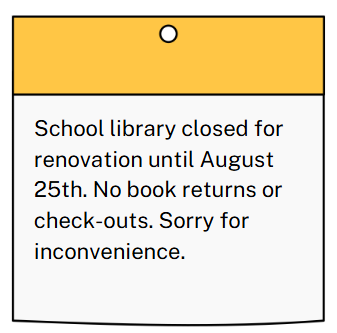 School library closed for
renovation until August
25th. No book returns or
check-outs. Sorry for
inconvenience.